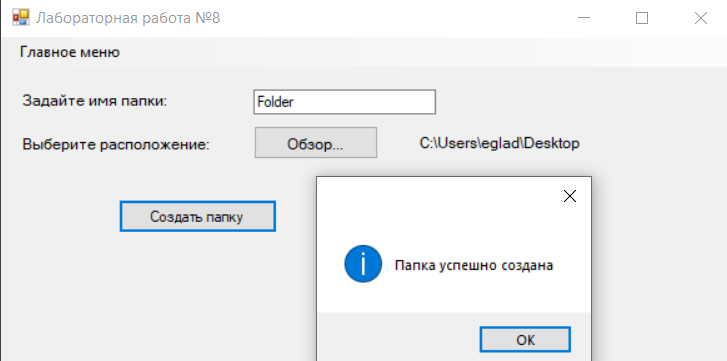 Лабораторная работа №8
Главное меню
Задайте имя папки: Folder
Выберите расположение: Обзор... C:\Users\eglad\Desktop
Создать папку
Папка успешно создана
OK